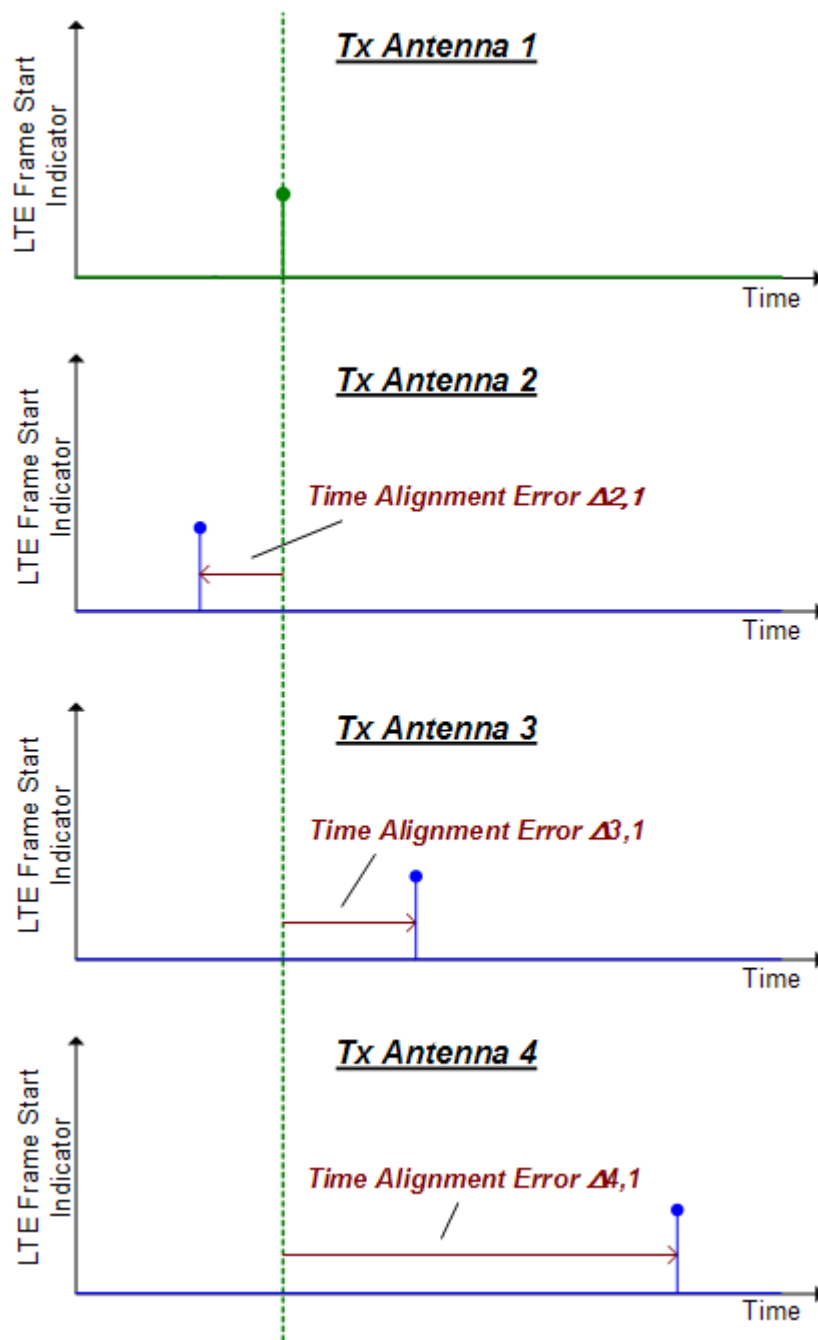 Tx Antenna 1
LTE Frame Start
Indicator
Time
Tx Antenna 2
LTE Frame Start
Indicator
Time Alignment Error Δ2,1
Time
Tx Antenna 3
LTE Frame Start
Indicator
Time Alignment Error Δ3,1
Time
Tx Antenna 4
LTE Frame Start
Indicator
Time Alignment Error Δ4,1
Time